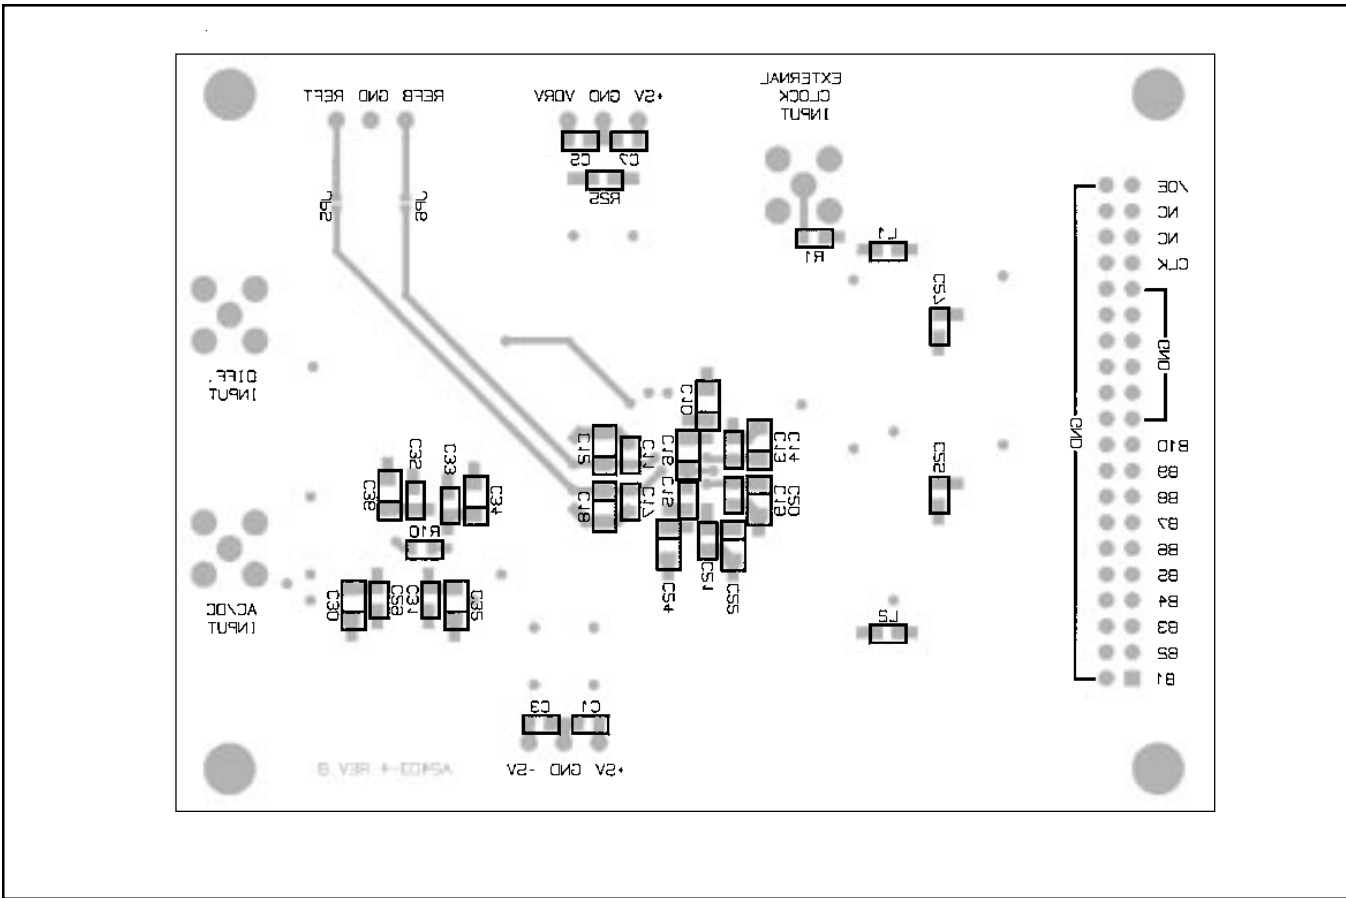 REFT GND REFB
VDRV GND +5V
EXTERNAL
CLOCK
INPUT
C5 C7
R25
JP5 JP6
/OE
NC
NC
CLK
L1
R1
C27
GND
DIFF.
INPUT
C10
GND
C12 C11 C16 C13 C14
B10
B9
B8
B7
B6
B5
B4
B3
B2
B1
C32 C33
C36 C34
C18 C17 C15 C19 C20
R10
C24 C21 C22
AC/DC
INPUT
C30 C29 C31 C35
L2
C3 C1
-5V GND +5V